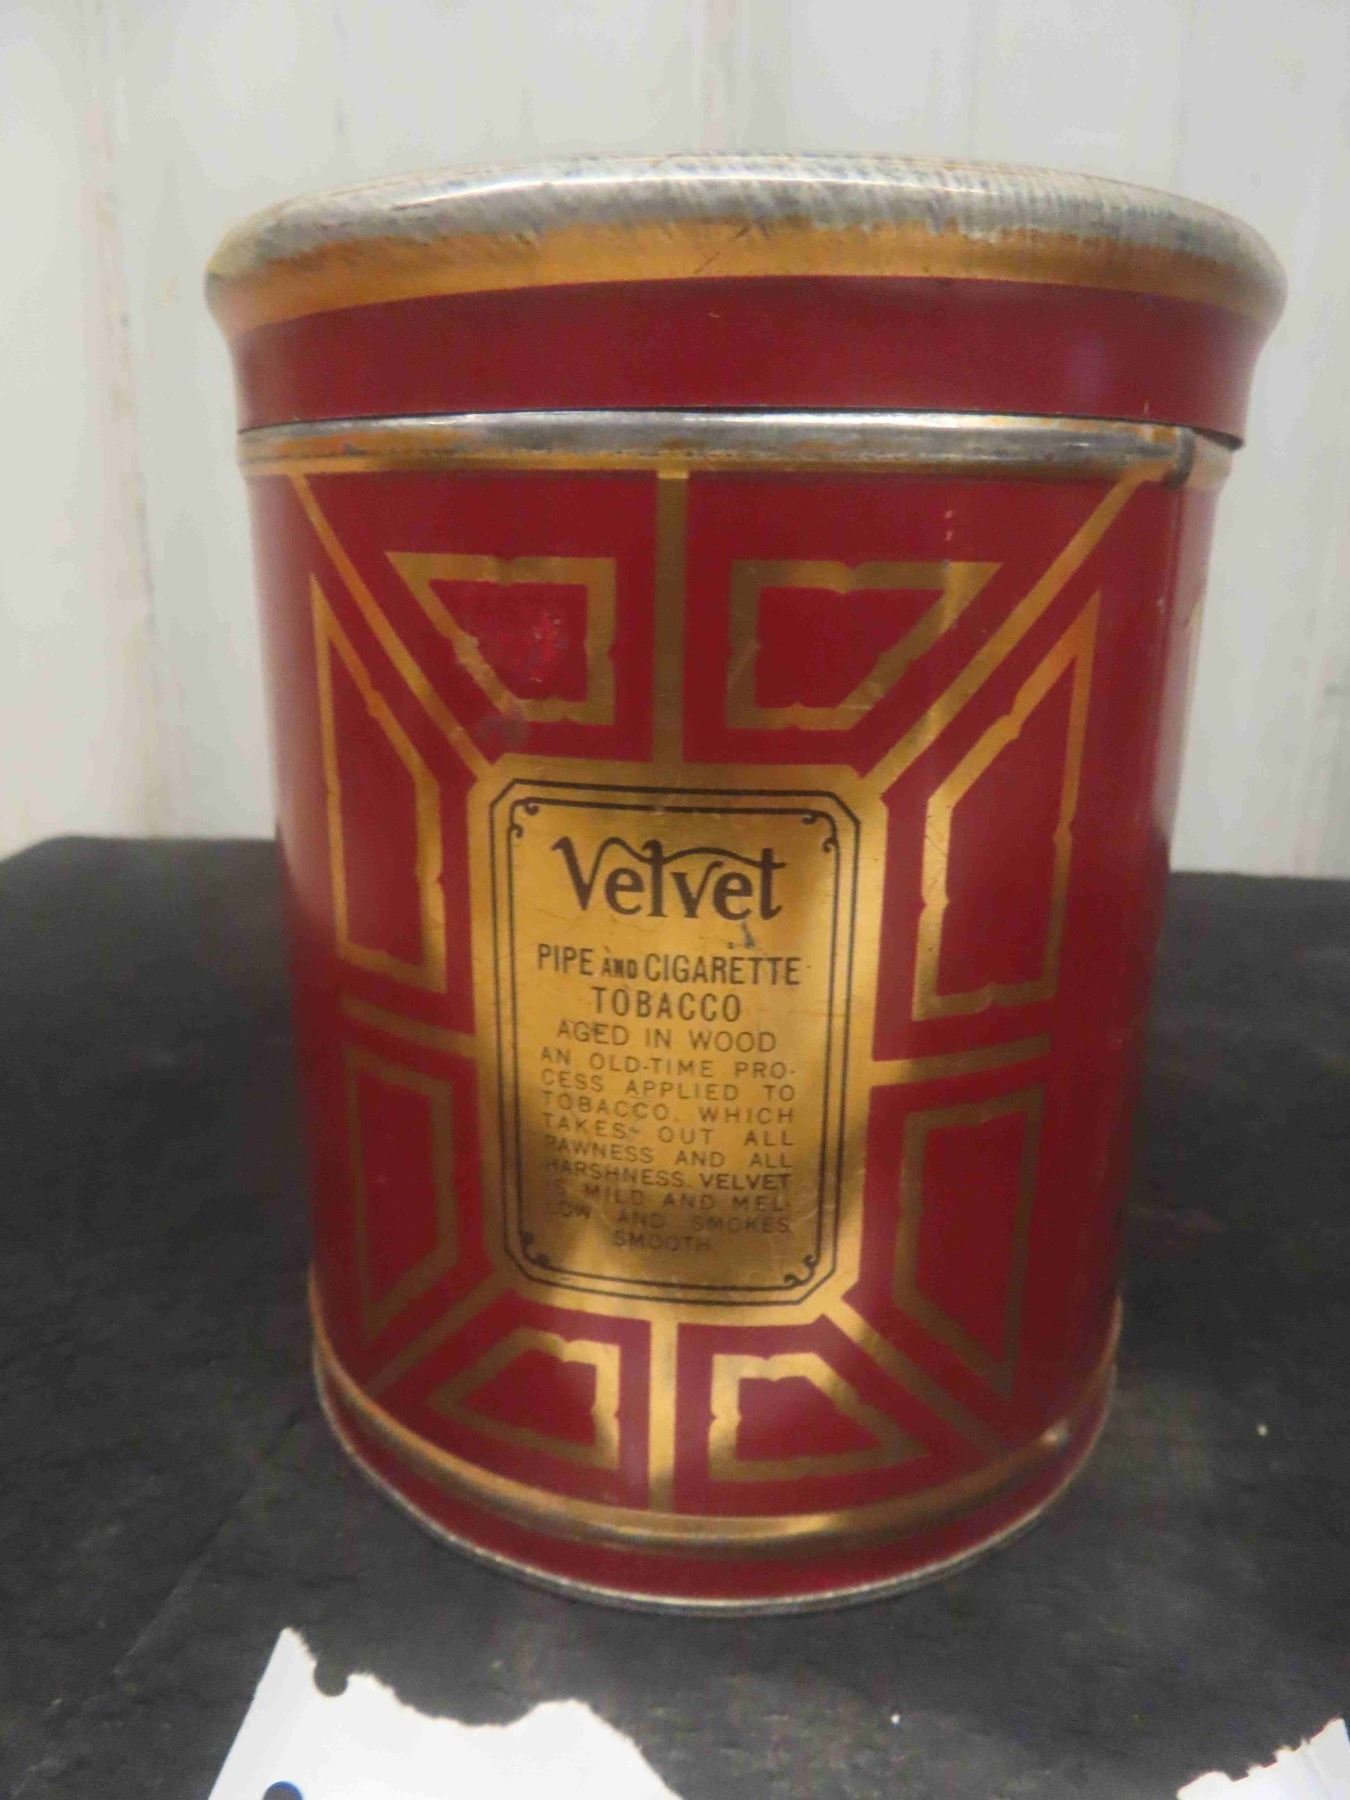 Velvet
PIPE AND CIGARETTE
TOBACCO
AGED IN WOOD
AN OLD-TIME PRO-
CESS APPLIED TO
TOBACCO, WHICH
TAKES OUT ALL
RAWNESS AND ALL
HARSHNESS. VELVET
IS MILD AND MEL-
LOW AND SMOKES
SMOOTH.